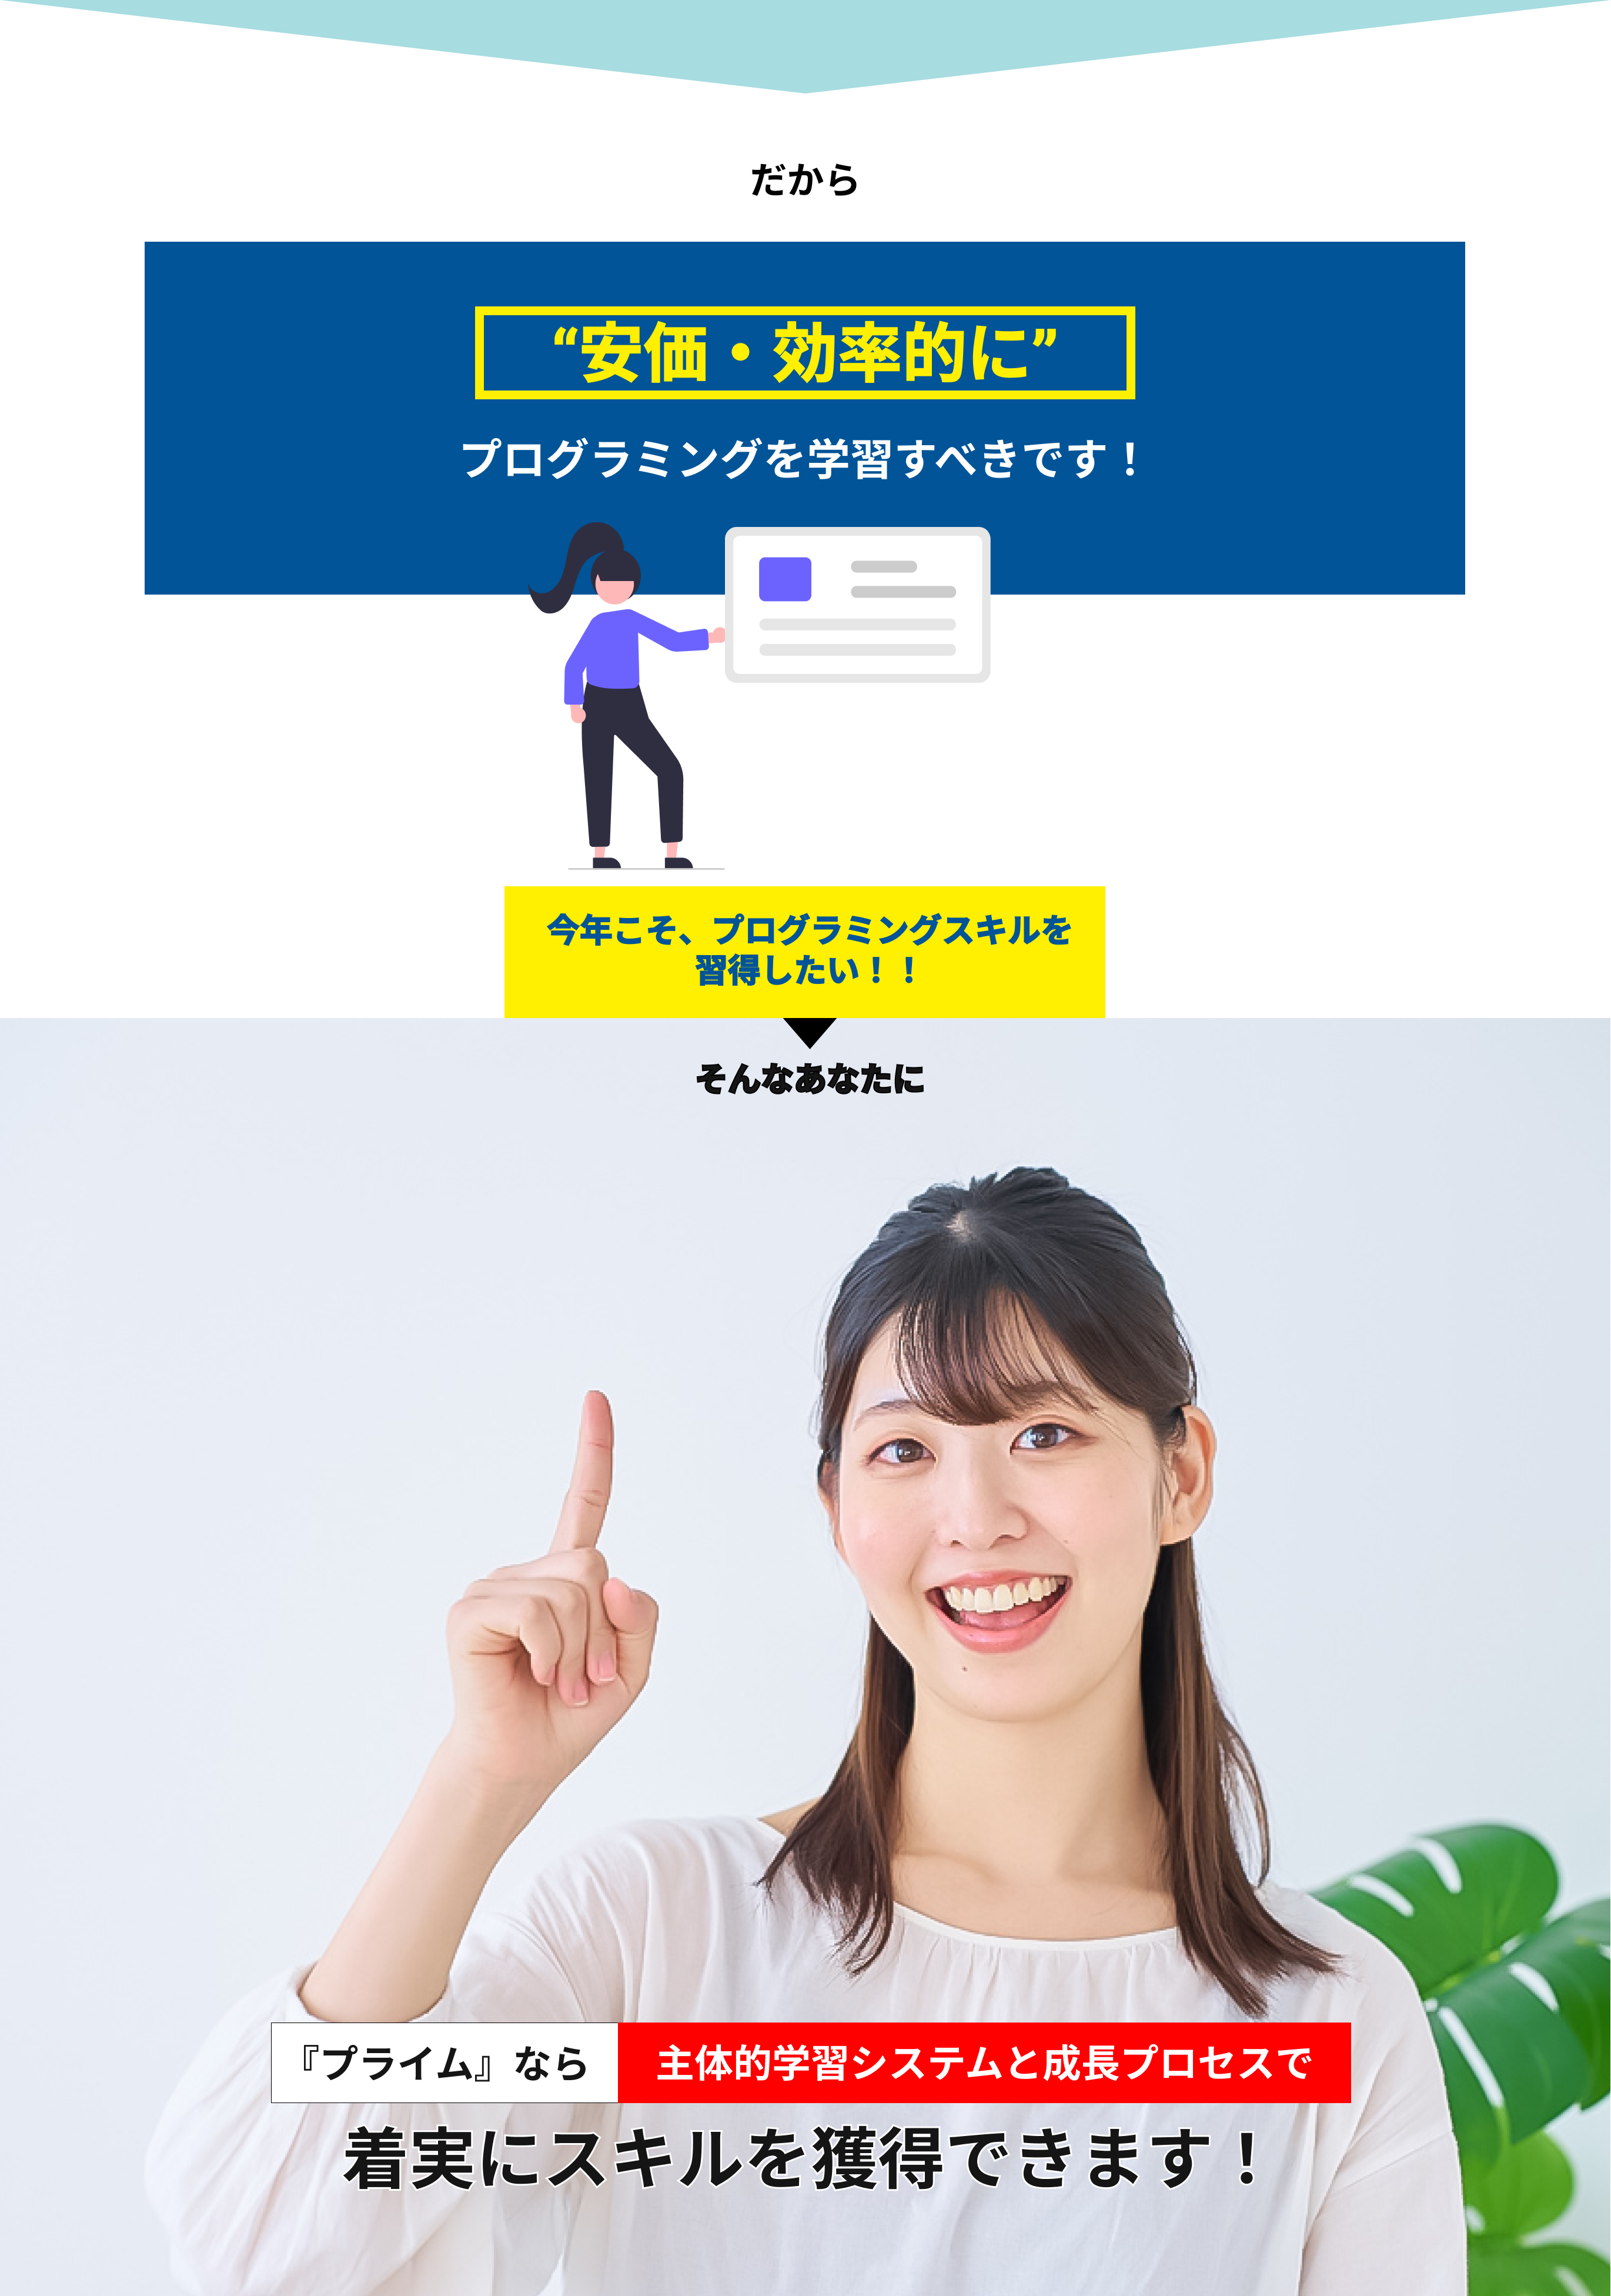 だから
“安価・効率的に”
プログラミングを学習すべきです！
今年こそ、プログラミングスキルを
習得したい！！
そんなあなたに
『プライム』なら 主体的学習システムと成長プロセスで
着実にスキルを獲得できます！